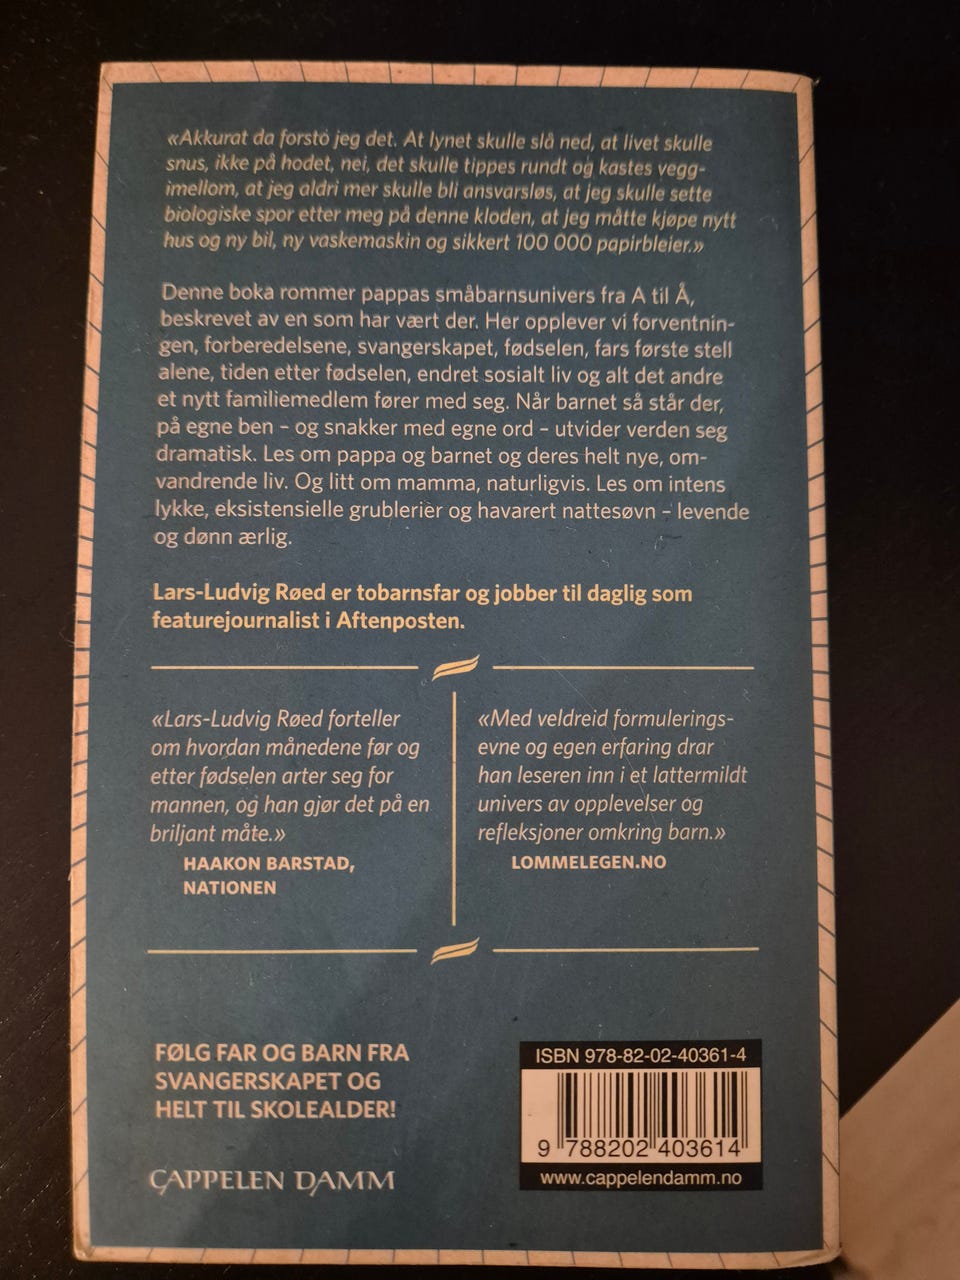 «Akkurat da forsto jeg det. At lynet skulle slå ned, at livet skulle
snus, ikke på hodet, nei, det skulle tippes rundt og kastes vegg-
imellom, at jeg aldri mer skulle bli ansvarsløs, at jeg skulle sette
biologiske spor etter meg på denne kloden, at jeg måtte kjøpe nytt
hus og ny bil, ny vaskemaskin og sikkert 100 000 papirbleier.»
Denne boka rommer pappas småbarnsunivers fra A til Å,
beskrevet av en som har vært der. Her opplever vi forventnin-
gen, forberedelsene, svangerskapet, fødselen, fars første stell
alene, tiden etter fødselen, endret sosialt liv og alt det andre
et nytt familiemedlem fører med seg. Når barnet så står der,
på egne ben – og snakker med egne ord – utvider verden seg
dramatisk. Les om pappa og barnet og deres helt nye, om-
vandrende liv. Og litt om mamma, naturligvis. Les om intens
lykke, eksistensielle grublerier og havarert nattesøvn – levende
og dønn ærlig.
Lars-Ludvig Røed er tobarnsfar og jobber til daglig som
featurejournalist i Aftenposten.
«Lars-Ludvig Røed forteller
om hvordan månedene før og
etter fødselen arter seg for
mannen, og han gjør det på en
briljant måte.»
HAAKON BARSTAD,
NATIONEN
«Med veldreid formulerings-
evne og egen erfaring drar
han leseren inn i et lattermildt
univers av opplevelser og
refleksjoner omkring barn.»
LOMMELEGEN.NO
FØLG FAR OG BARN FRA
SVANGERSKAPET OG
HELT TIL SKOLEALDER!
CAPPELEN DAMM
ISBN 978-82-02-40361-4
9 788202 403614
www.cappelendamm.no